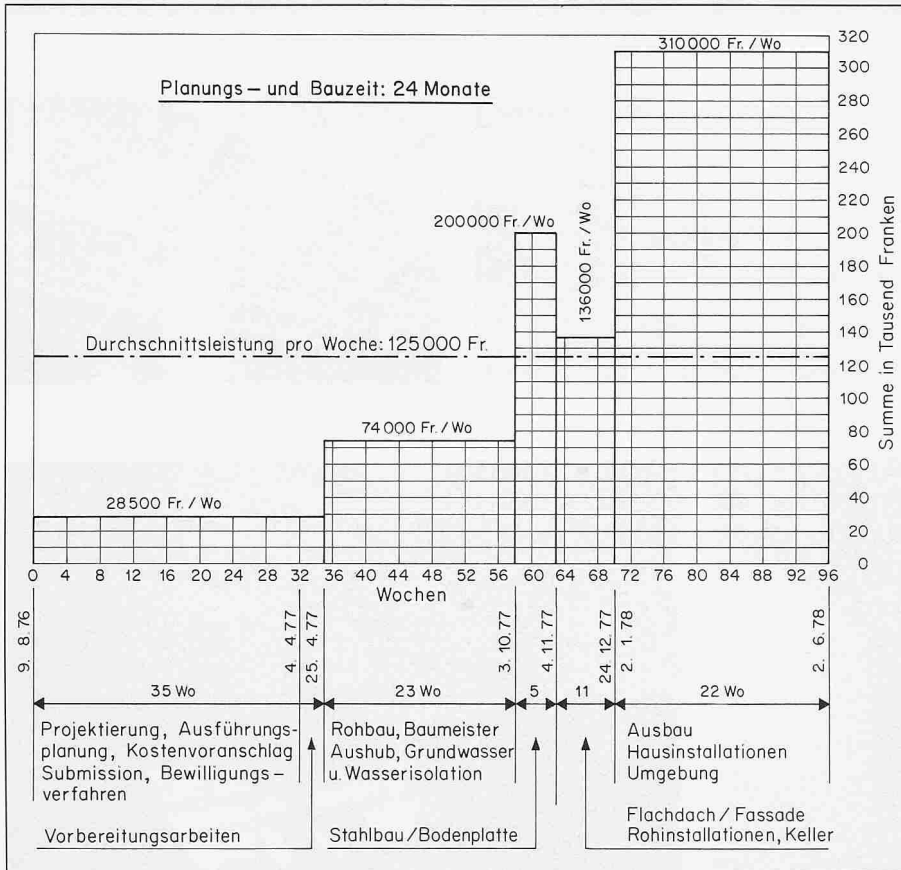 Planungs- und Bauzeit: 24 Monate
310 000 Fr./Wo
200 000 Fr./Wo
136000 Fr./Wo
Durchschnittsleistung pro Woche: 125 000 Fr.
74 000 Fr./Wo
28 500 Fr./Wo
320
300
280
260
240
220
200
180
160
140
120
100
80
60
40
20
0
Summe in Tausend Franken
0 4 8 12 16 20 24 28 32 36 40 44 48 52 56 60 64 68 72 76 80 84 88 92 96
Wochen
9. 8.76
4. 4.77
25. 4.77
3. 10.77
4. 11.77
24. 12.77
2. 1.78
2. 6.78
35 Wo
23 Wo
5
11
22 Wo
Projektierung, Ausführungs-
planung, Kostenvoranschlag
Submission, Bewilligungs-
verfahren
Rohbau, Baumeister
Aushub, Grundwasser
u. Wasserisolation
Ausbau
Hausinstallationen
Umgebung
Vorbereitungsarbeiten
Stahlbau/Bodenplatte
Flachdach / Fassade
Rohinstallationen, Keller